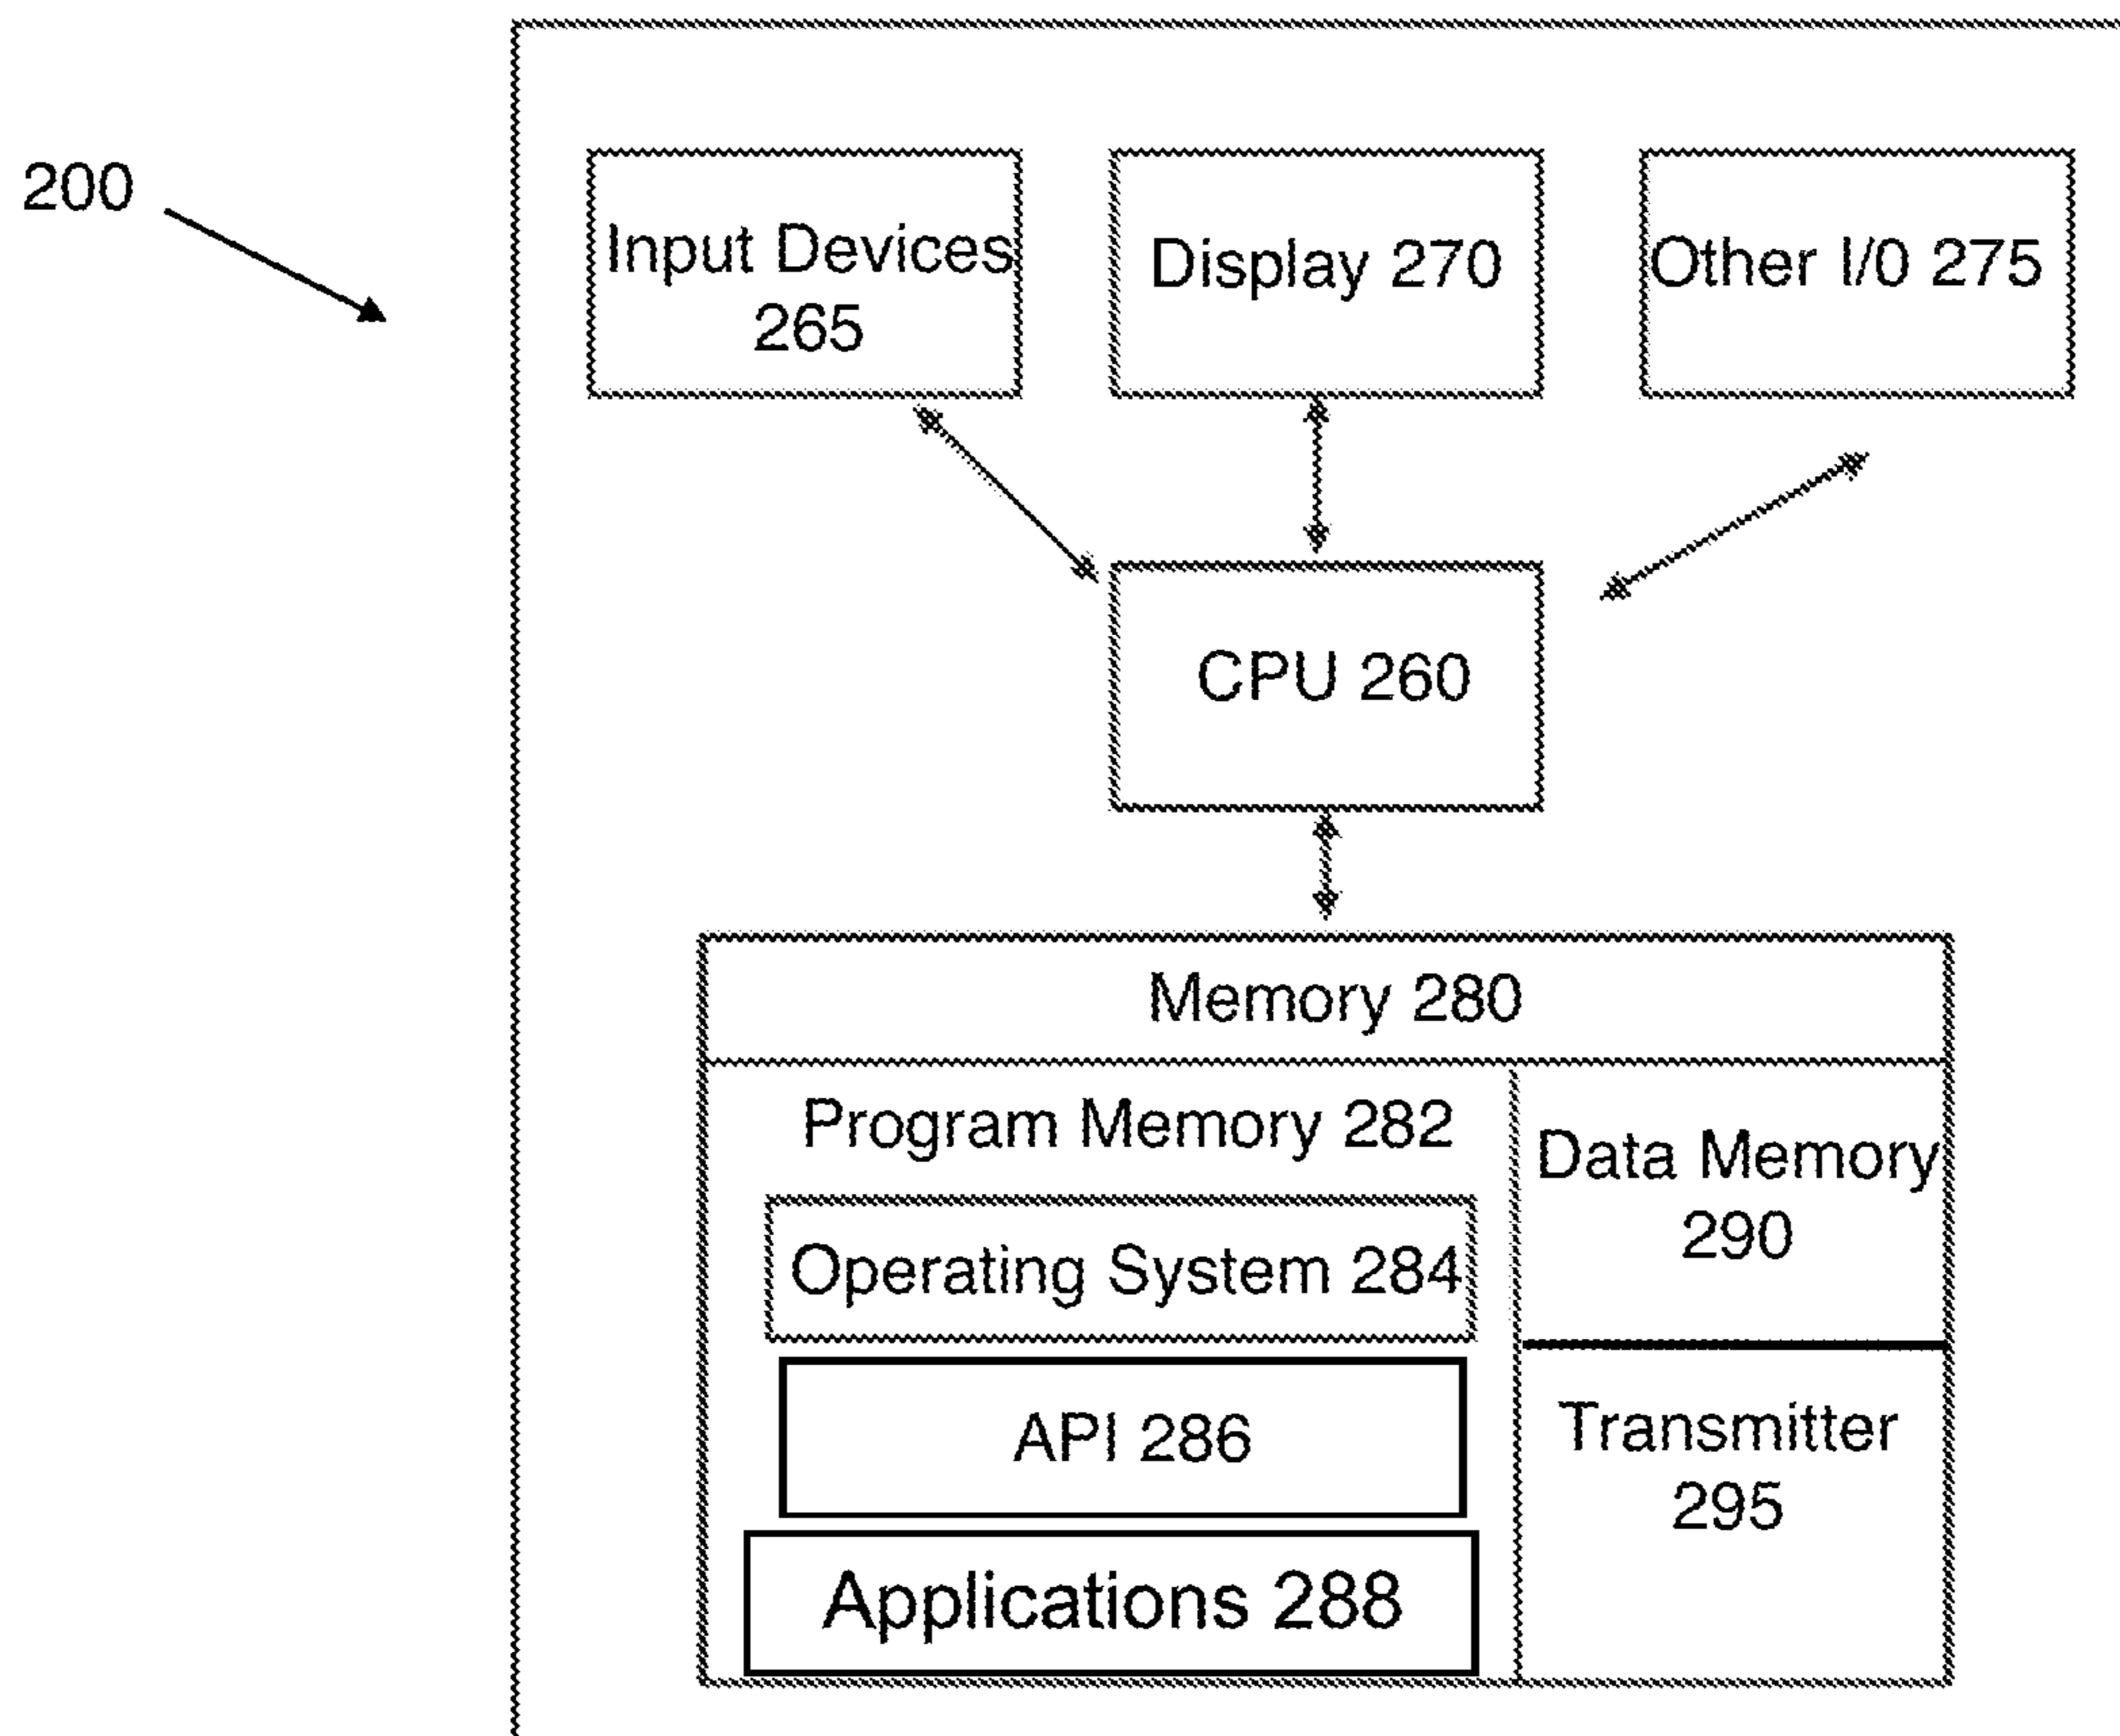 200
Input Devices
265
Display 270
Other I/0 275
CPU 260
Memory 280
Program Memory 282
Operating System 284
API 286
Applications 288
Data Memory
290
Transmitter
295